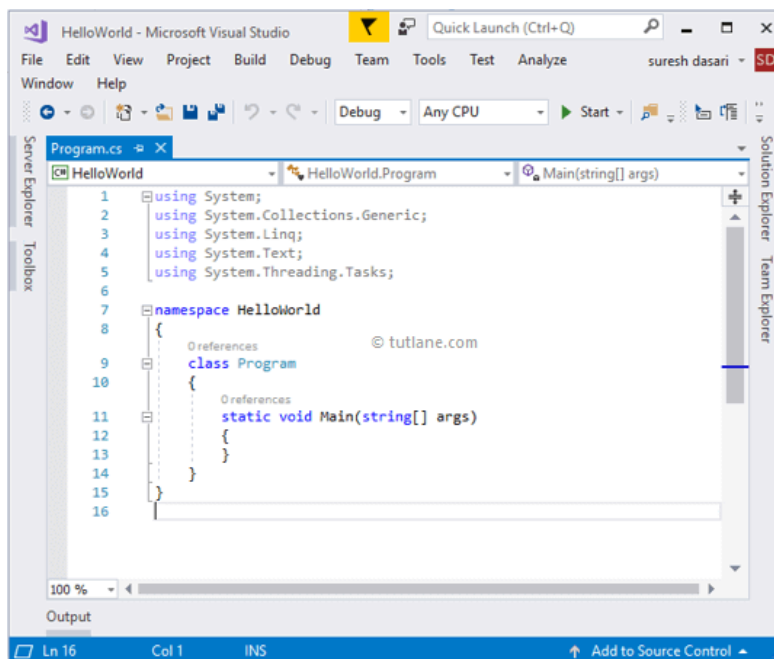 HelloWorld - Microsoft Visual Studio
Quick Launch (Ctrl+Q)
File Edit View Project Build Debug Team Tools Test Analyze suresh dasari SD
Window Help
Debug Any CPU Start
Server Explorer
Toolbox
Program.cs
C# HelloWorld HelloWorld.Program Main(string[] args)
1 using System;
2 using System.Collections.Generic;
3 using System.Linq;
4 using System.Text;
5 using System.Threading.Tasks;
6
7 namespace HelloWorld
8 {
0 references
© tutlane.com
9 class Program
10 {
0 references
11 static void Main(string[] args)
12 {
13 }
14 }
15 }
16
Solution Explorer
Team Explorer
100 %
Output
Ln 16 Col 1 INS Add to Source Control